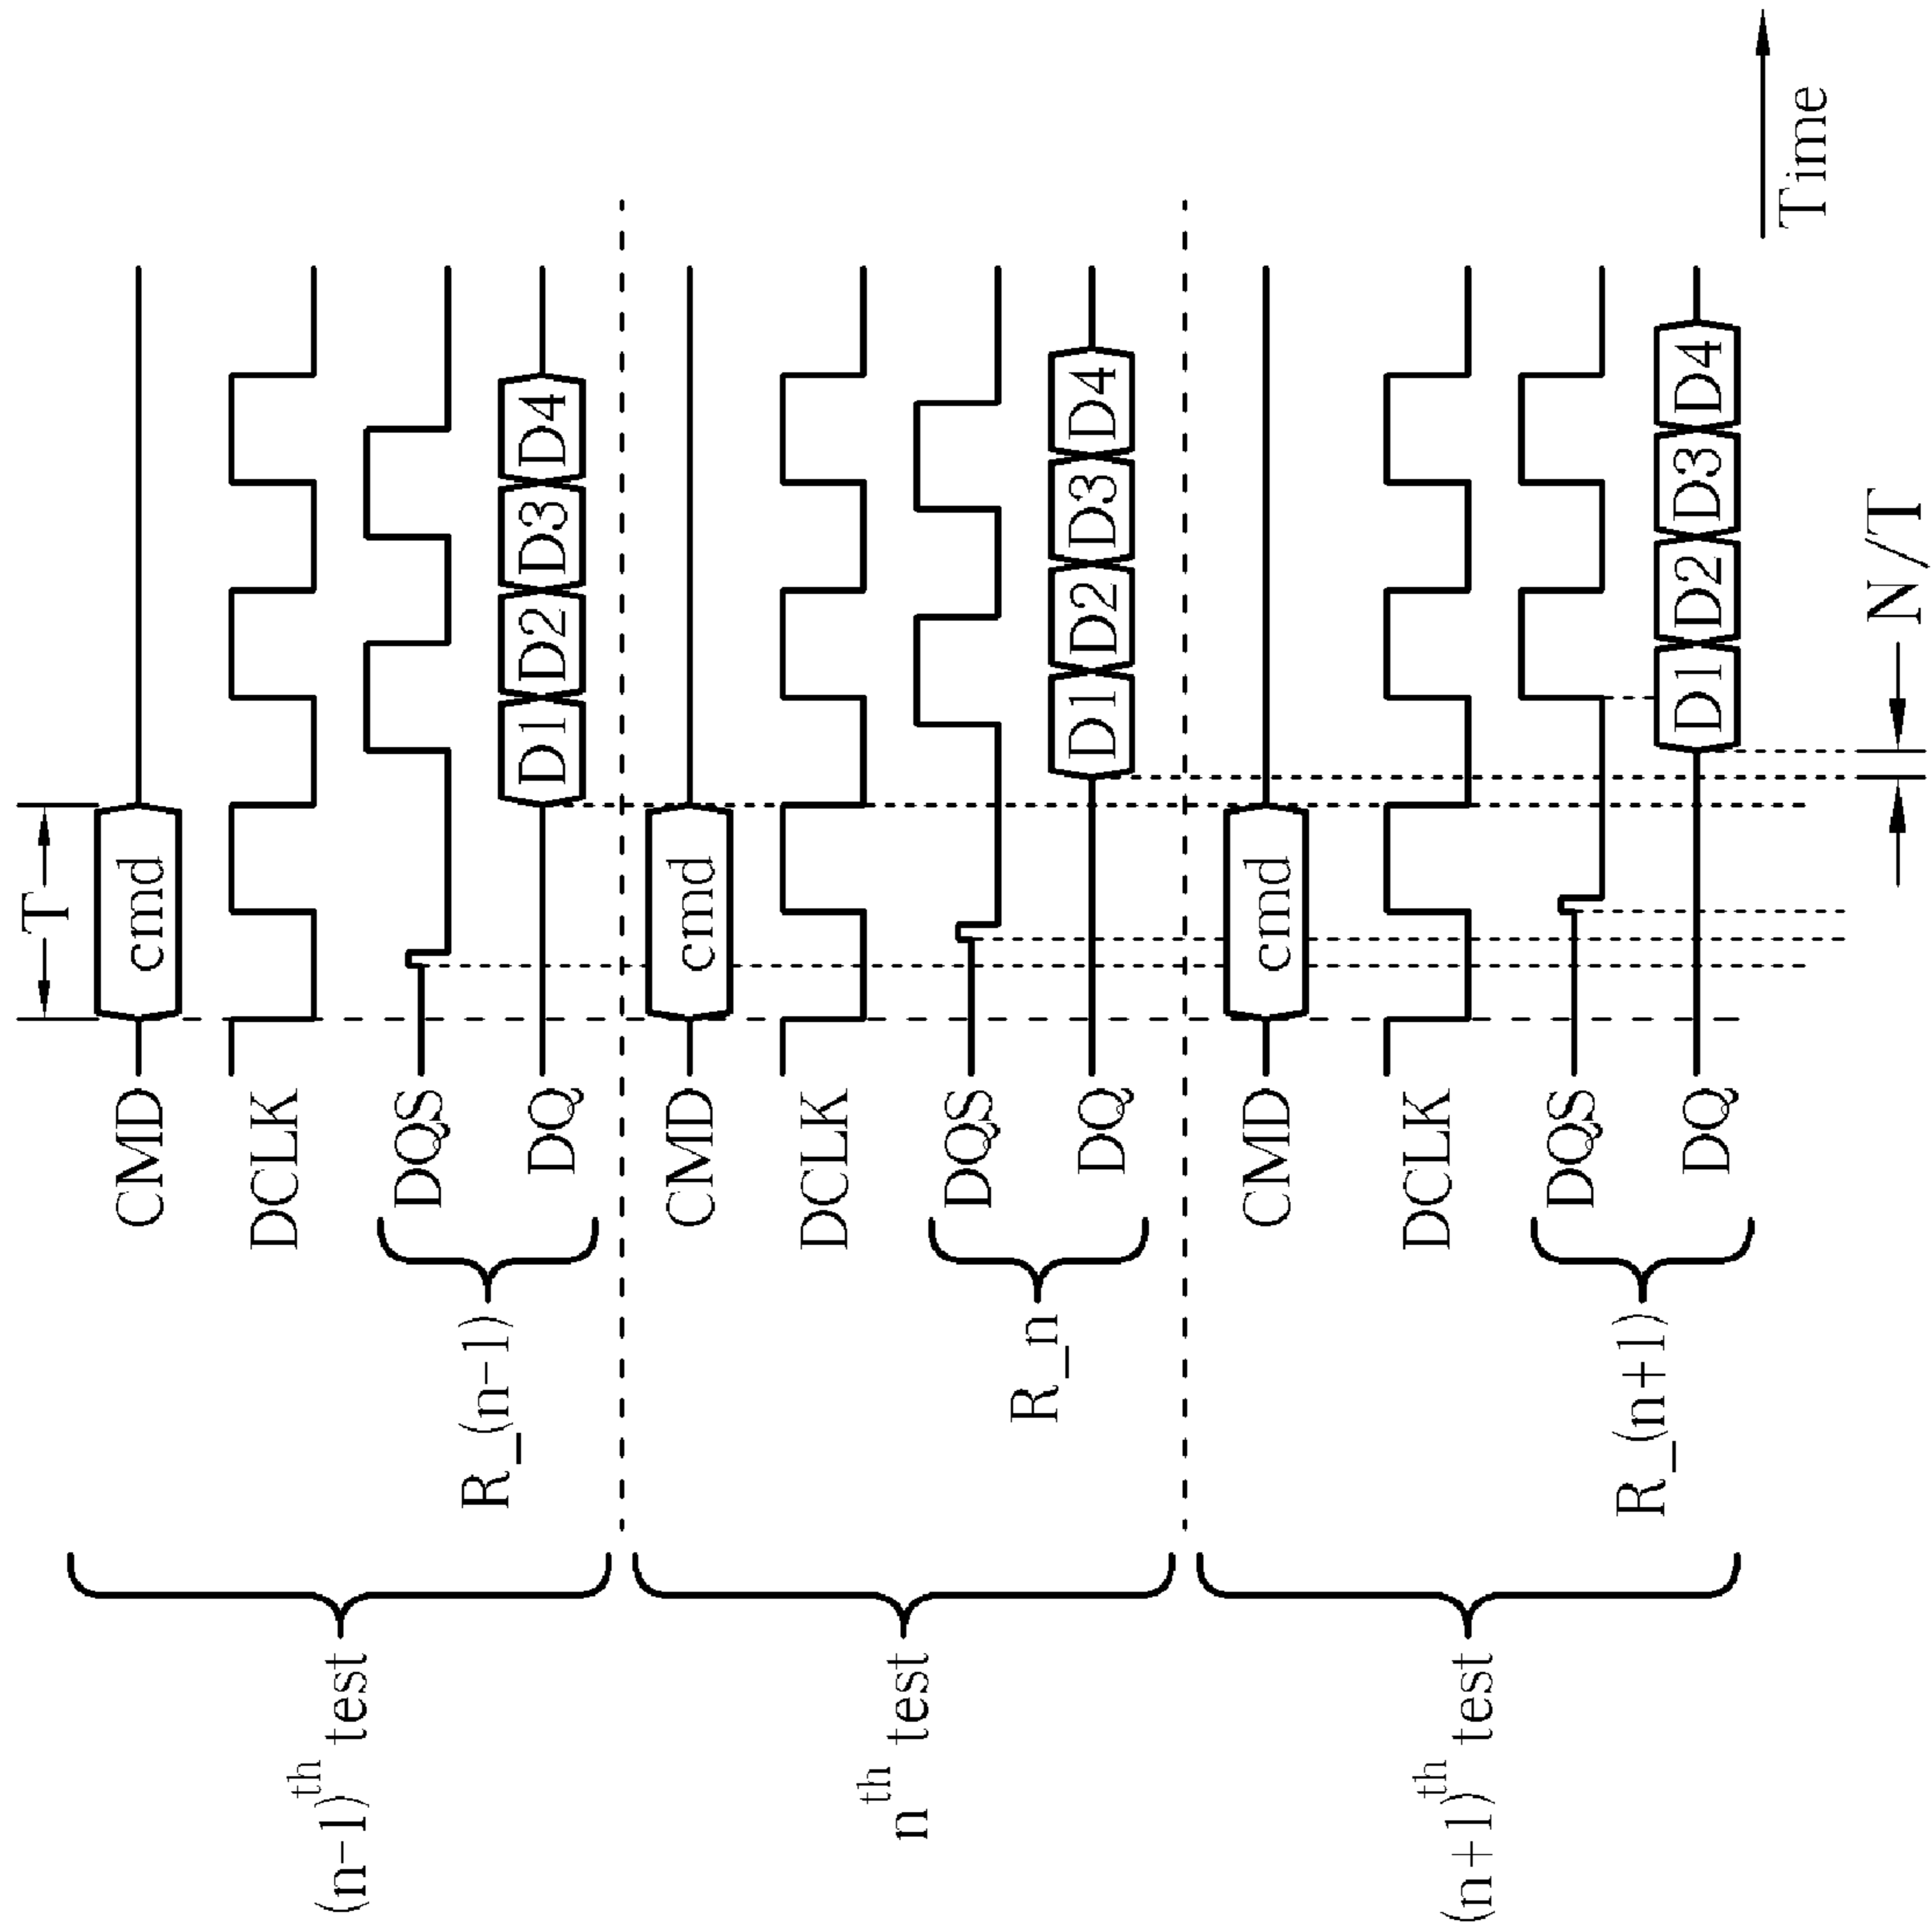 T
(n-1)th test
CMD
cmd
DCLK
R_(n-1)
DQS
DQ
D1 D2 D3 D4
nth test
CMD
cmd
DCLK
R_n
DQS
DQ
D1 D2 D3 D4
(n+1)th test
CMD
cmd
DCLK
R_(n+1)
DQS
DQ
D1 D2 D3 D4
Time
N/T